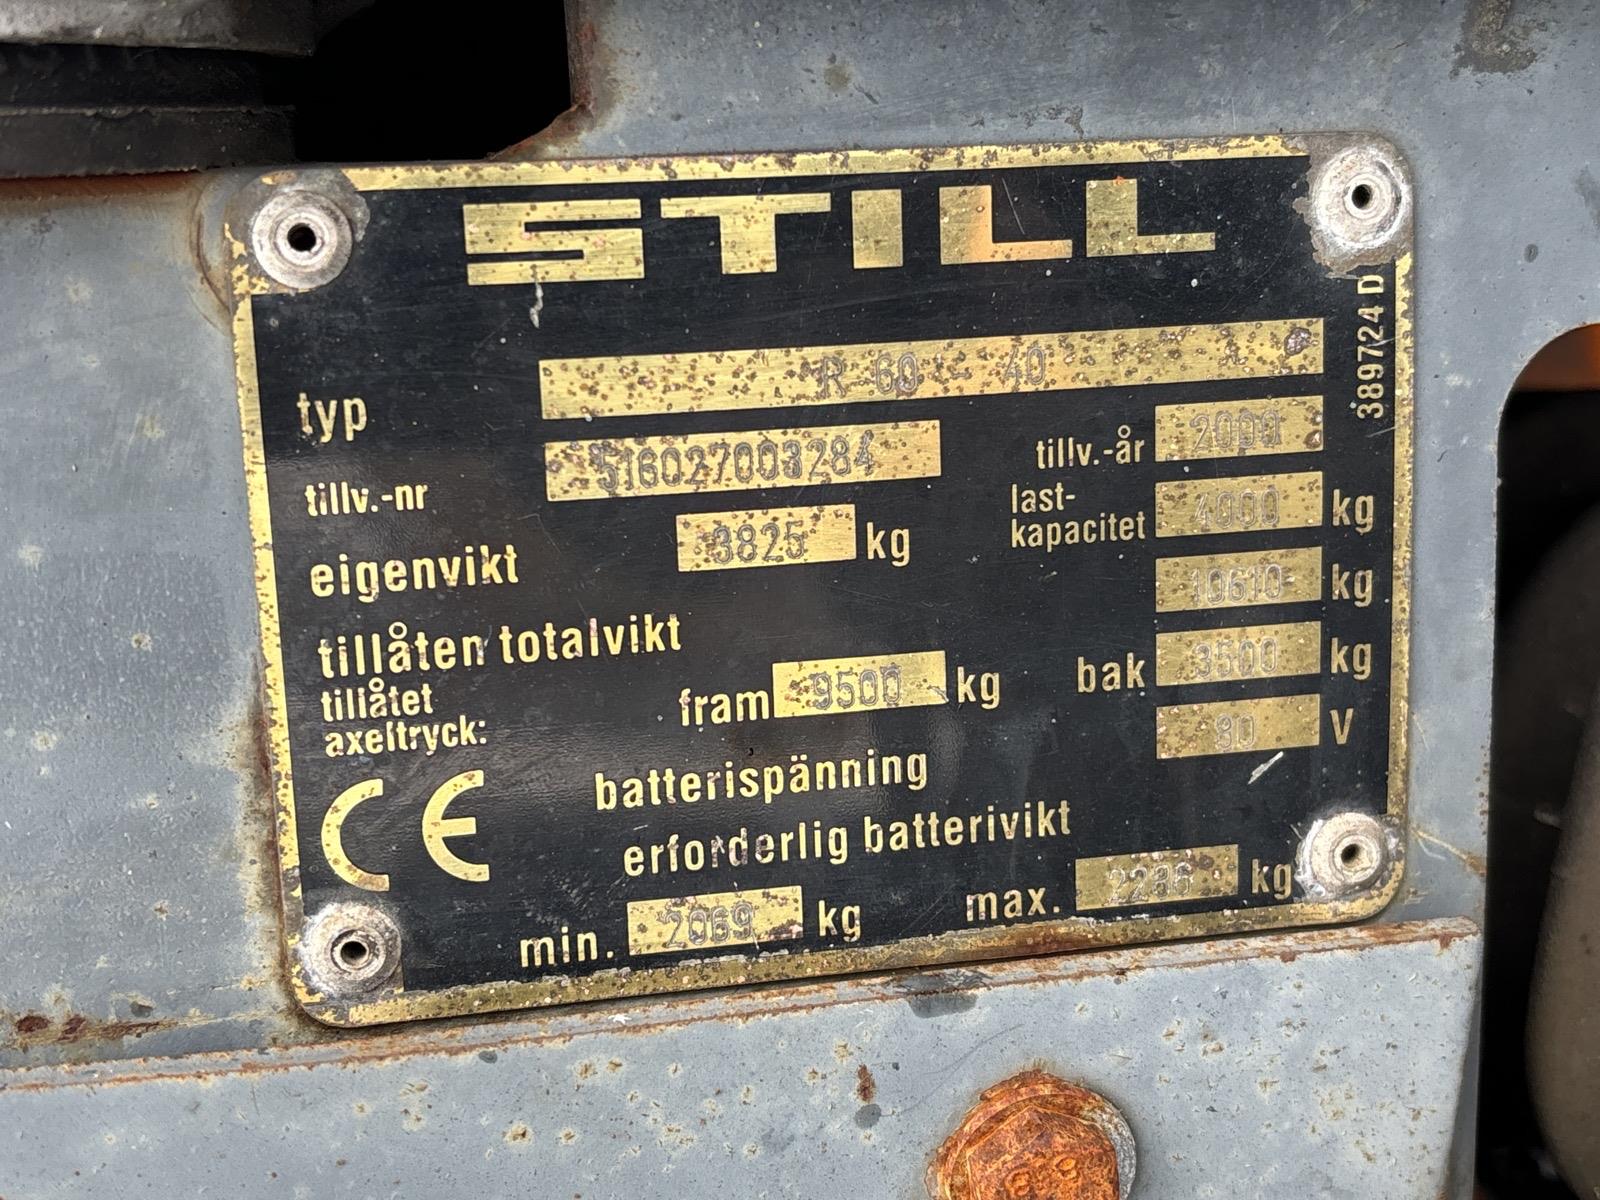 STILL
389724 D
typ R 60 - 40
tillv.-nr 516027003284 tillv.-år 2000
eigenvikt 3825 kg last-kapacitet 4000 kg
tillåten totalvikt 10610 kg
tillåtet axeltryck: fram 9500 kg bak 3500 kg
CE batterispänning 80 V
erforderlig batterivikt
min. 2069 kg max. 2286 kg